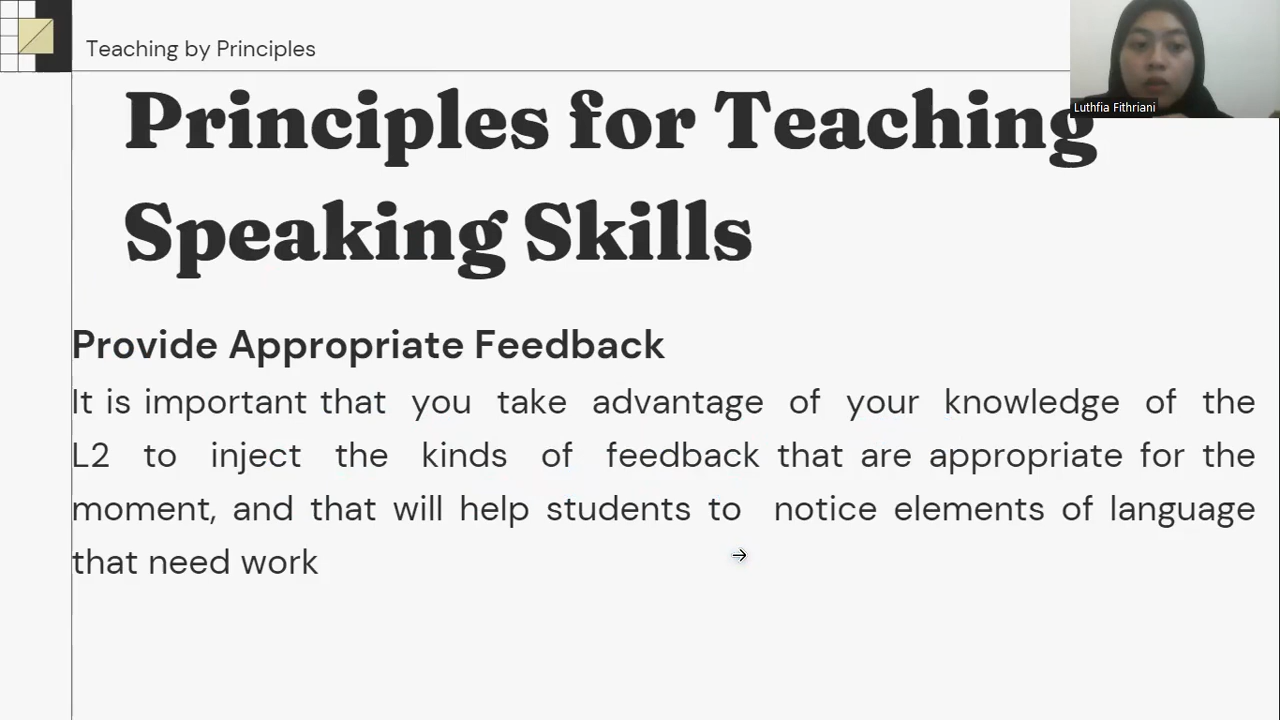 Teaching by Principles
Luthfia Fithriani
Principles for Teaching
Speaking Skills
Provide Appropriate Feedback
It is important that you take advantage of your knowledge of the
L2 to inject the kinds of feedback that are appropriate for the
moment, and that will help students to notice elements of language
that need work